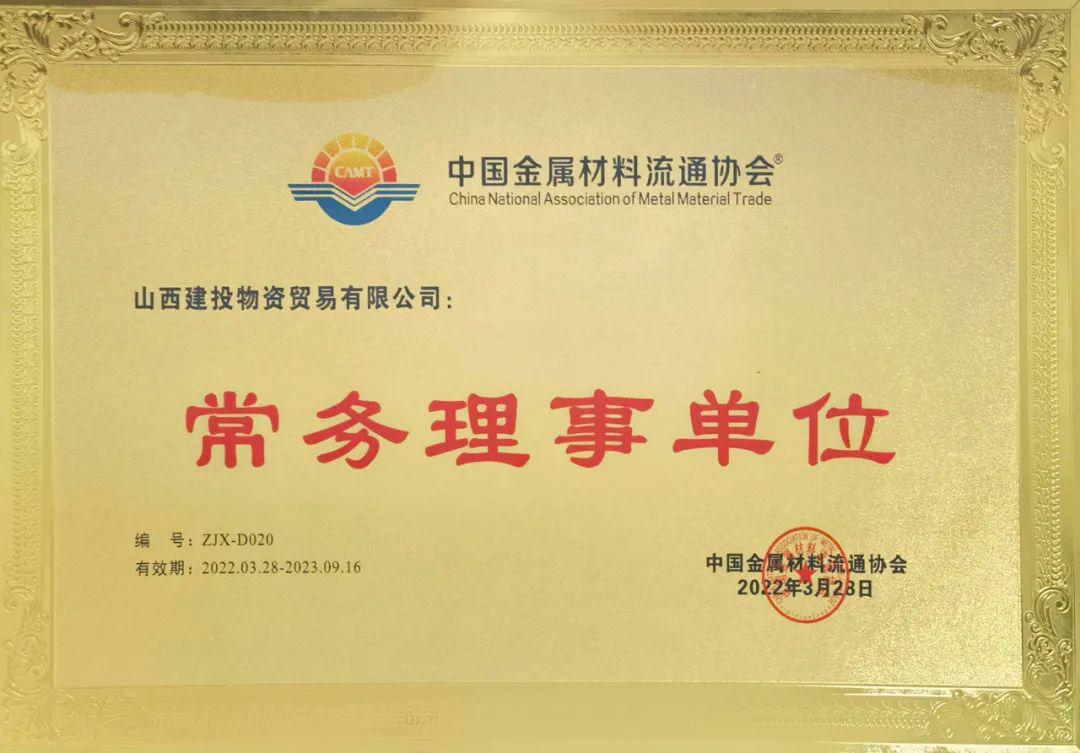 CAMT
中国金属材料流通协会®
China National Association of Metal Material Trade
山西建投物资贸易有限公司:
常务理事单位
编 号: ZJX-D020
有效期: 2022.03.28-2023.09.16
中国金属材料流通协会
2022年3月28日